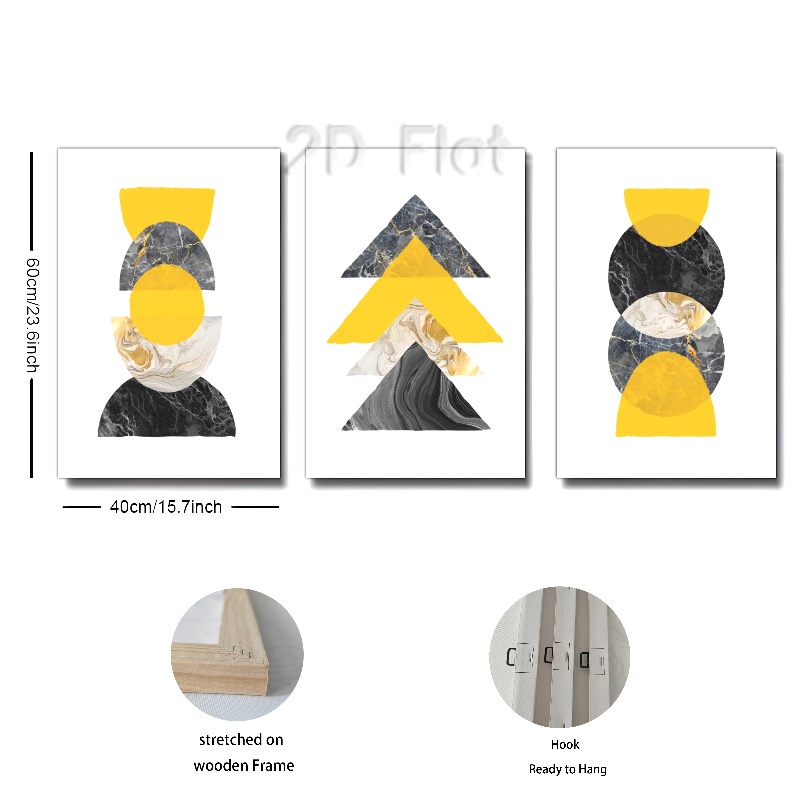 2D Flat
60cm/23.6inch
40cm/15.7inch
stretched on
wooden Frame
Hook
Ready to Hang